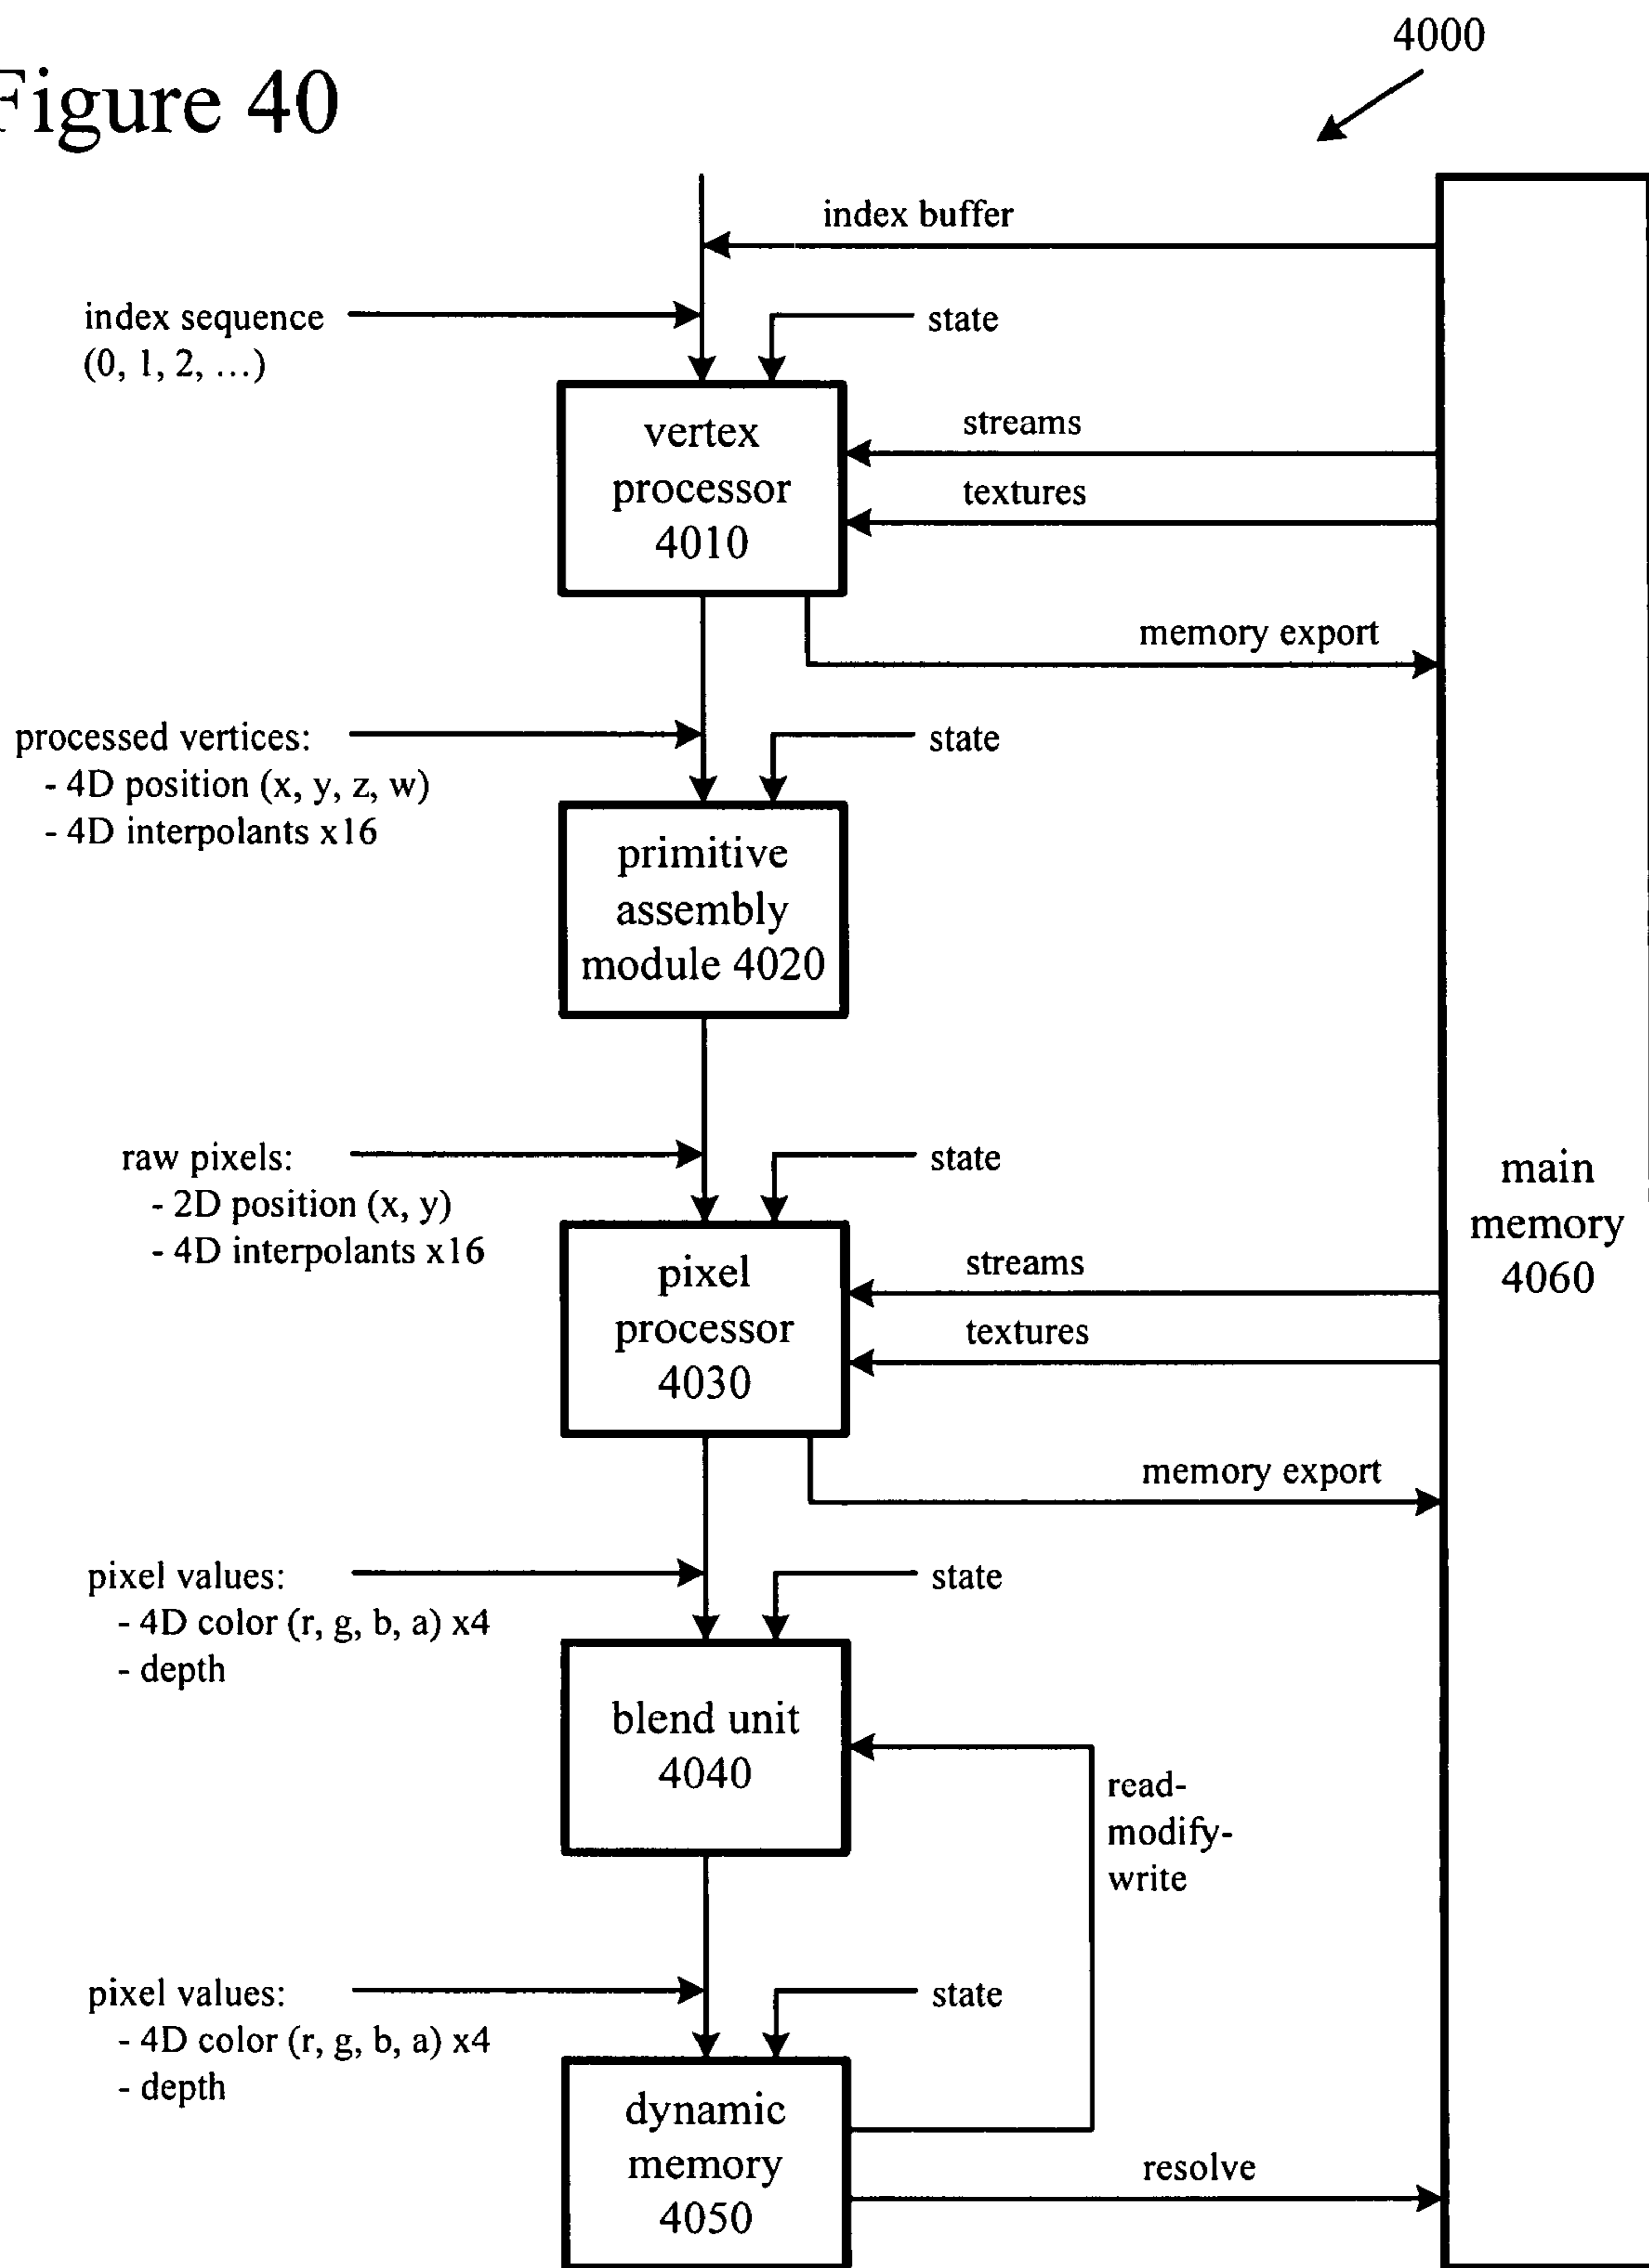 4000
Figure 40
index buffer
index sequence
(0, 1, 2, ...)
state
vertex
processor
4010
streams
textures
memory export
processed vertices:
- 4D position (x, y, z, w)
- 4D interpolants x16
state
primitive
assembly
module 4020
raw pixels:
- 2D position (x, y)
- 4D interpolants x16
state
main
memory
4060
pixel
processor
4030
streams
textures
memory export
pixel values:
- 4D color (r, g, b, a) x4
- depth
state
blend unit
4040
read-
modify-
write
pixel values:
- 4D color (r, g, b, a) x4
- depth
state
dynamic
memory
4050
resolve